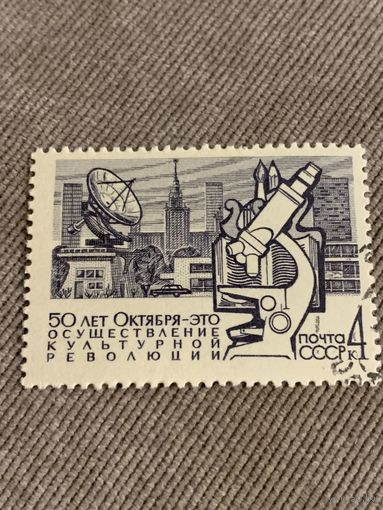 50 ЛЕТ ОКТЯБРЯ-ЭТО
ОСУЩЕСТВЛЕНИЕ
КУЛЬТУРНОЙ
РЕВОЛЮЦИИ
ПОЧТА
СССР
4
К